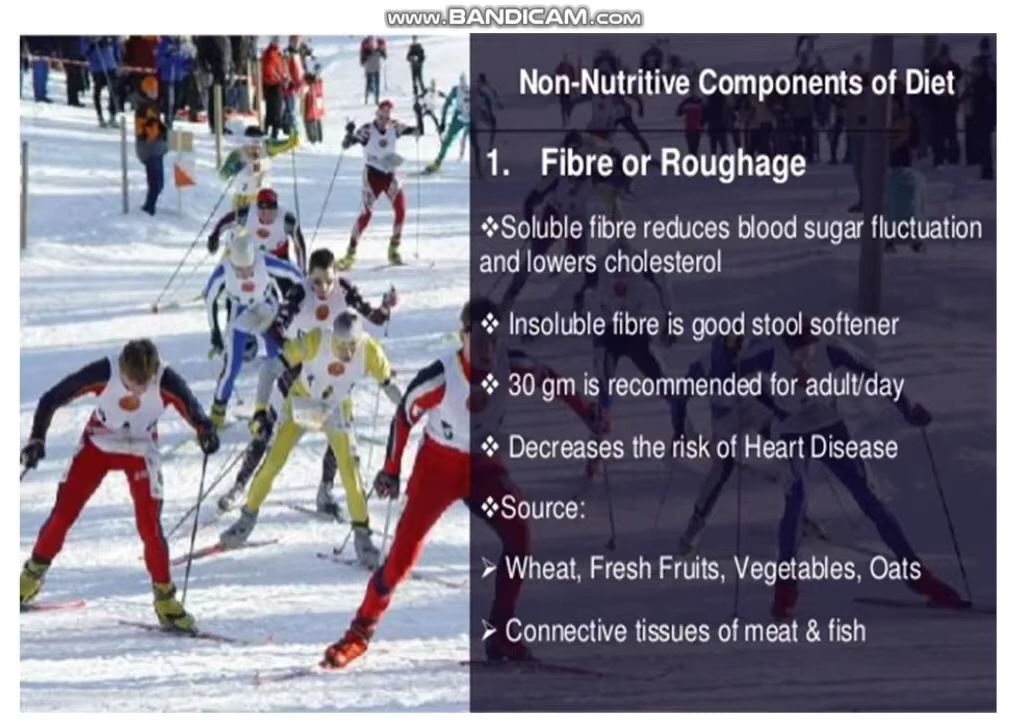 www.BANDICAM.com
Non-Nutritive Components of Diet
1. Fibre or Roughage
❖Soluble fibre reduces blood sugar fluctuation
and lowers cholesterol
❖ Insoluble fibre is good stool softener
❖ 30 gm is recommended for adult/day
❖ Decreases the risk of Heart Disease
❖Source:
➢ Wheat, Fresh Fruits, Vegetables, Oats
➢ Connective tissues of meat & fish